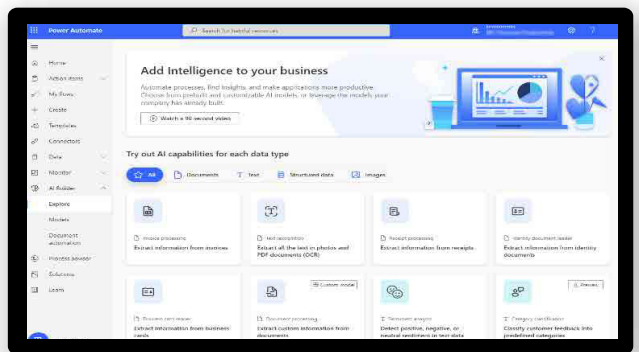 Power Automate
Search for helpful resources
Home
Action items
My flows
Create
Templates
Connectors
Data
Monitor
AI Builder
Explore
Models
Document automation
Process advisor
Solutions
Learn
Add Intelligence to your business
Automate processes, find insights, and make applications more productive.
Choose from prebuilt and customizable AI models, or leverage the models your
company has already built.
Watch a 90 second video
Try out AI capabilities for each data type
All
Documents
Text
Structured data
Images
Invoice processing
Extract information from invoices
Text recognition
Extract all the text in photos and
PDF documents (OCR)
Receipt processing
Extract information from receipts
Identity document reader
Extract information from identity
documents
Business card reader
Extract information from business
cards
Custom model
Document processing
Extract custom information from
documents
Sentiment analysis
Detect positive, negative, or
neutral sentiment in text data
Preview
Category classification
Classify customer feedback into
predefined categories